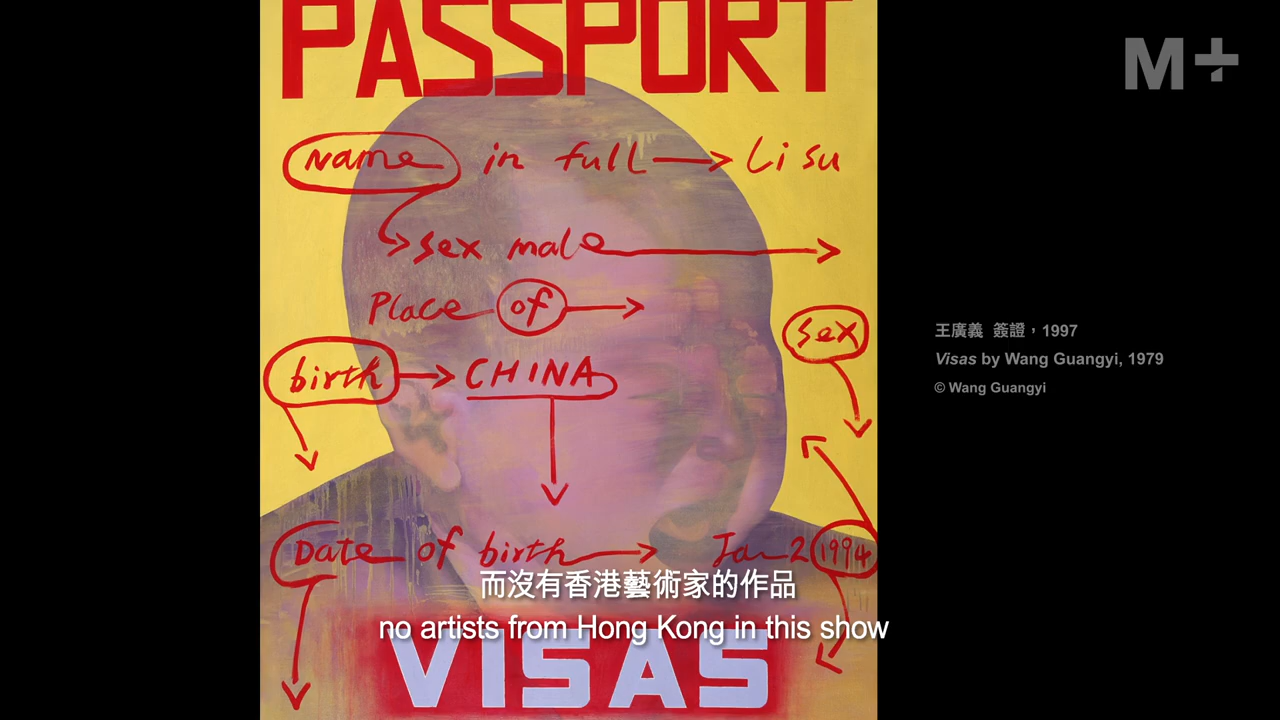 PASSPORT
M+
Name in full → Li su
sex male →
Place of →
sex
birth → CHINA
王廣義 簽證，1997
Visas by Wang Guangyi, 1979
© Wang Guangyi
Date of birth → Jan 2 1994
而沒有香港藝術家的作品
no artists from Hong Kong in this show
VISAS